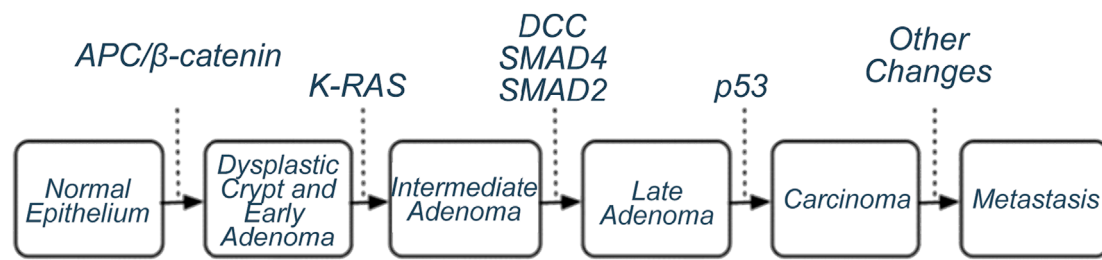 APC/β-catenin
K-RAS
DCC
SMAD4
SMAD2
p53
Other
Changes
Normal
Epithelium
Dysplastic
Crypt and
Early
Adenoma
Intermediate
Adenoma
Late
Adenoma
Carcinoma
Metastasis